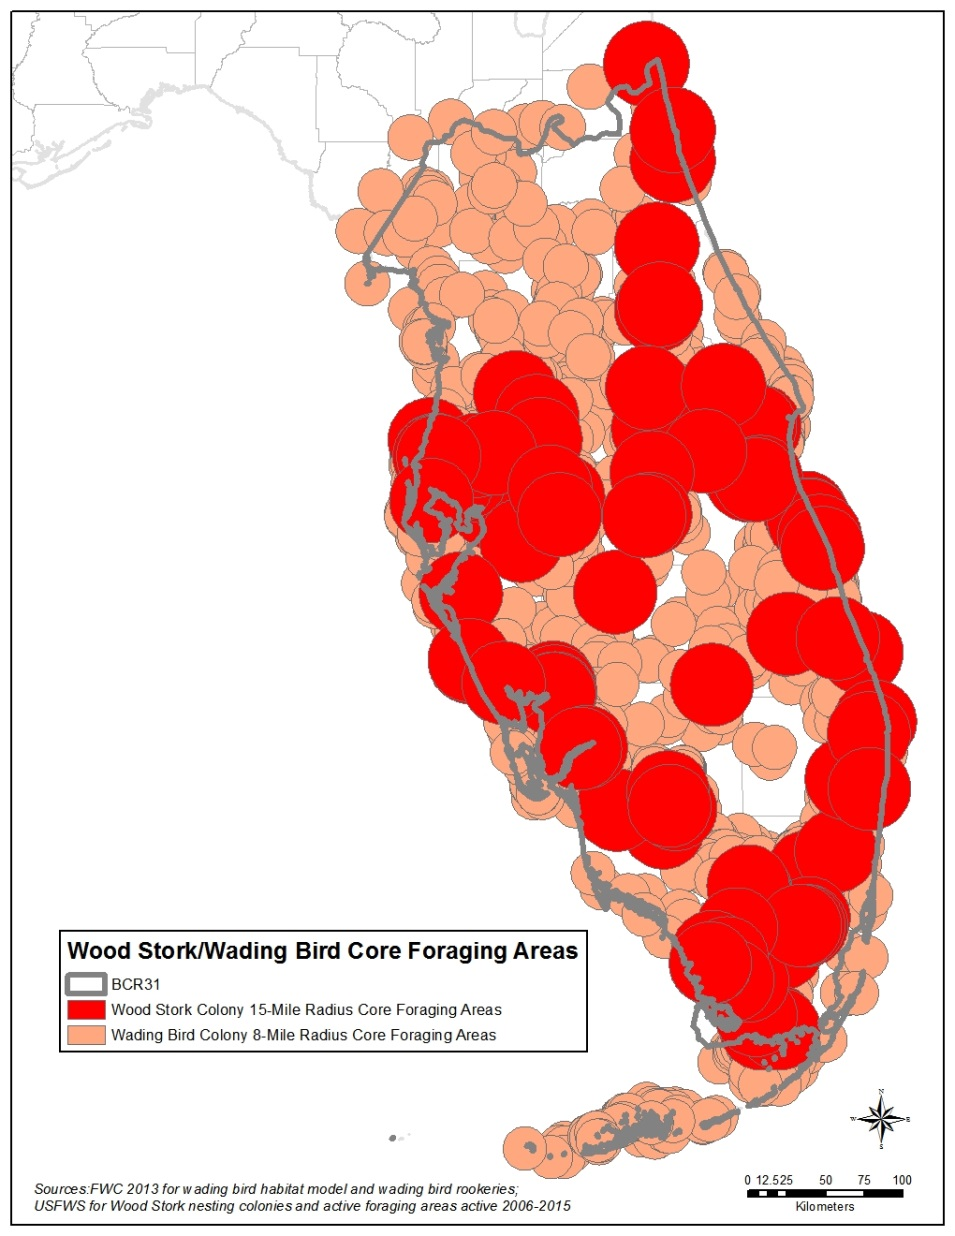 Wood Stork/Wading Bird Core Foraging Areas
BCR31
Wood Stork Colony 15-Mile Radius Core Foraging Areas
Wading Bird Colony 8-Mile Radius Core Foraging Areas
N
W E
S
Sources:FWC 2013 for wading bird habitat model and wading bird rookeries;
USFWS for Wood Stork nesting colonies and active foraging areas active 2006-2015
0 12.525 50 75 100
Kilometers